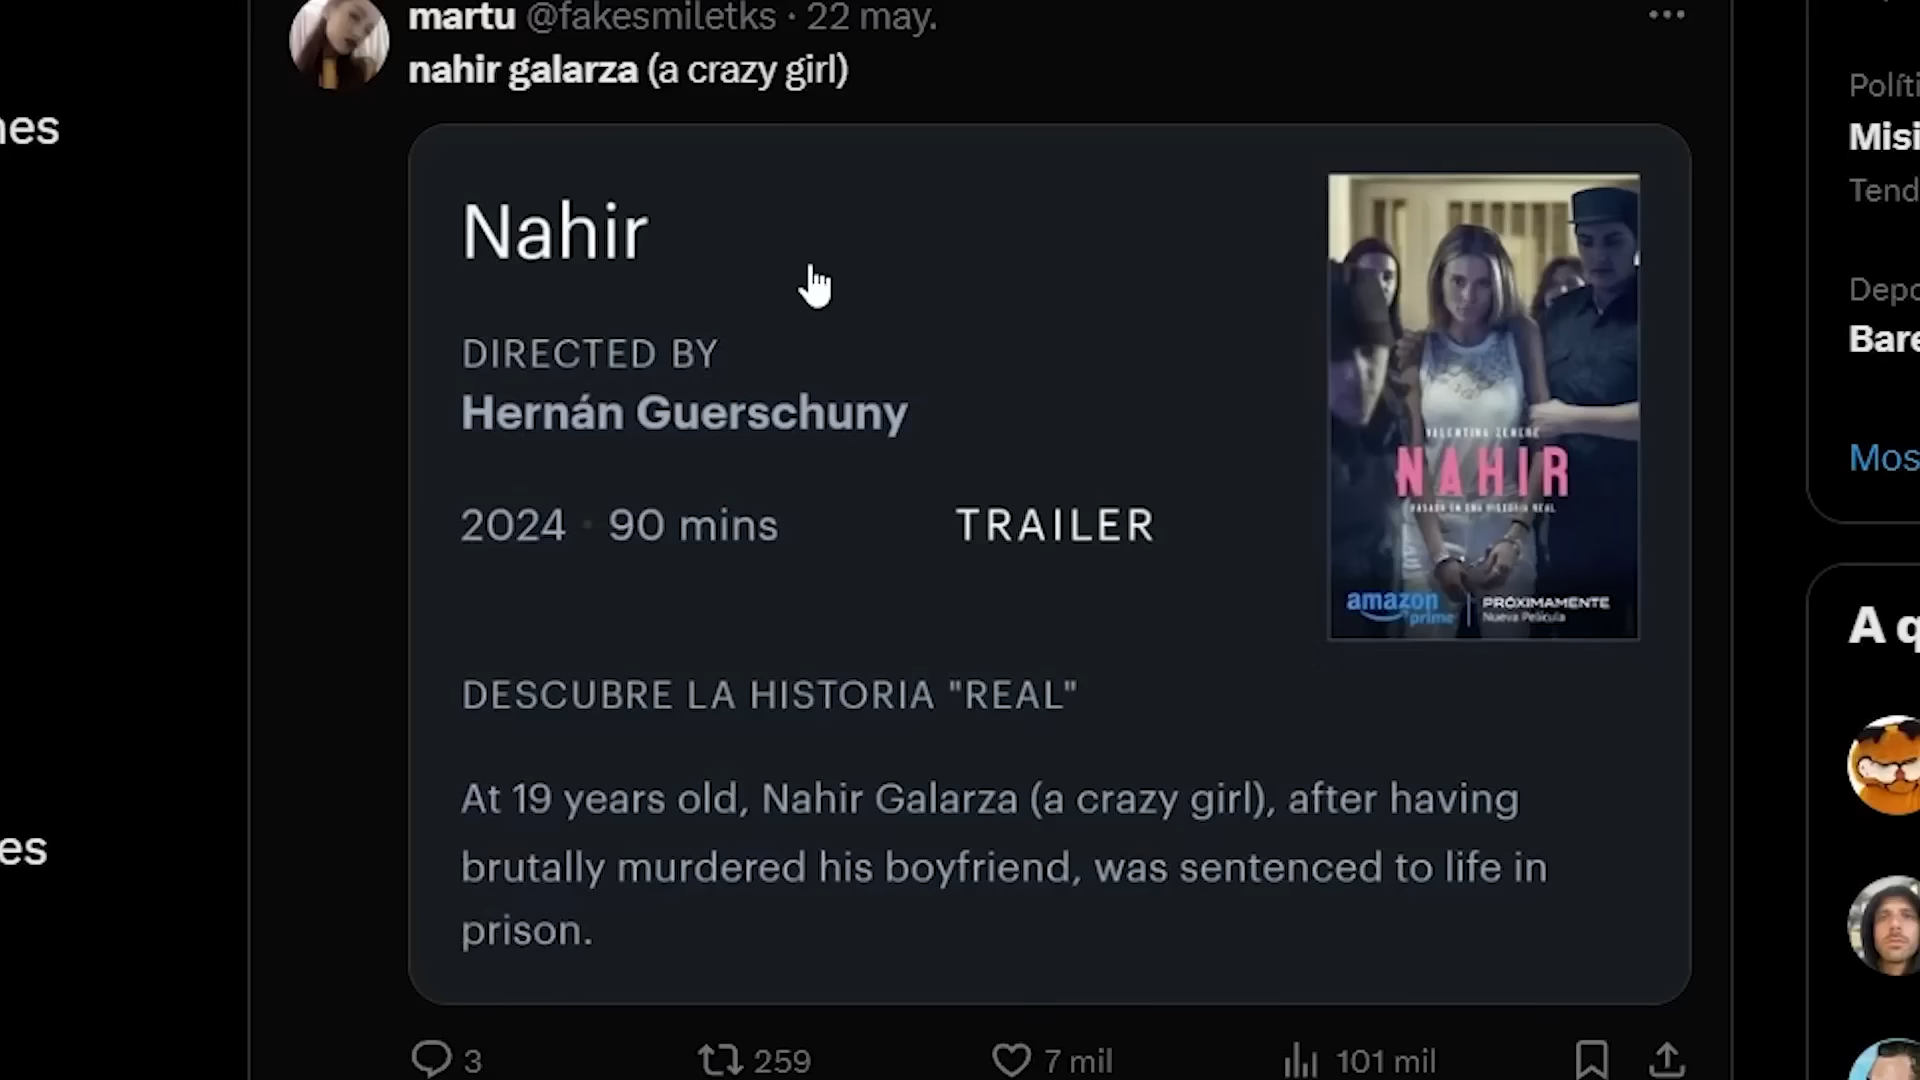 martu @fakesmiletks · 22 may.
nahir galarza (a crazy girl)
nes
Políti
Misi
Tend
Nahir
Depo
Bare
DIRECTED BY
Hernán Guerschuny
VALENTINA ZENERE
NAHIR
BASADA EN UNA HISTORIA REAL
Mos
2024 · 90 mins
TRAILER
amazon prime
PRÓXIMAMENTE
Nueva Película
A q
DESCUBRE LA HISTORIA "REAL"
At 19 years old, Nahir Galarza (a crazy girl), after having
brutally murdered his boyfriend, was sentenced to life in
prison.
es
3
259
7 mil
101 mil